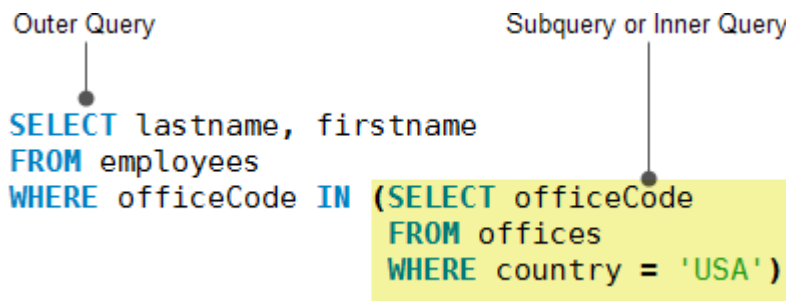 Outer Query
Subquery or Inner Query
SELECT lastname, firstname
FROM employees
WHERE officeCode IN (SELECT officeCode
FROM offices
WHERE country = 'USA')